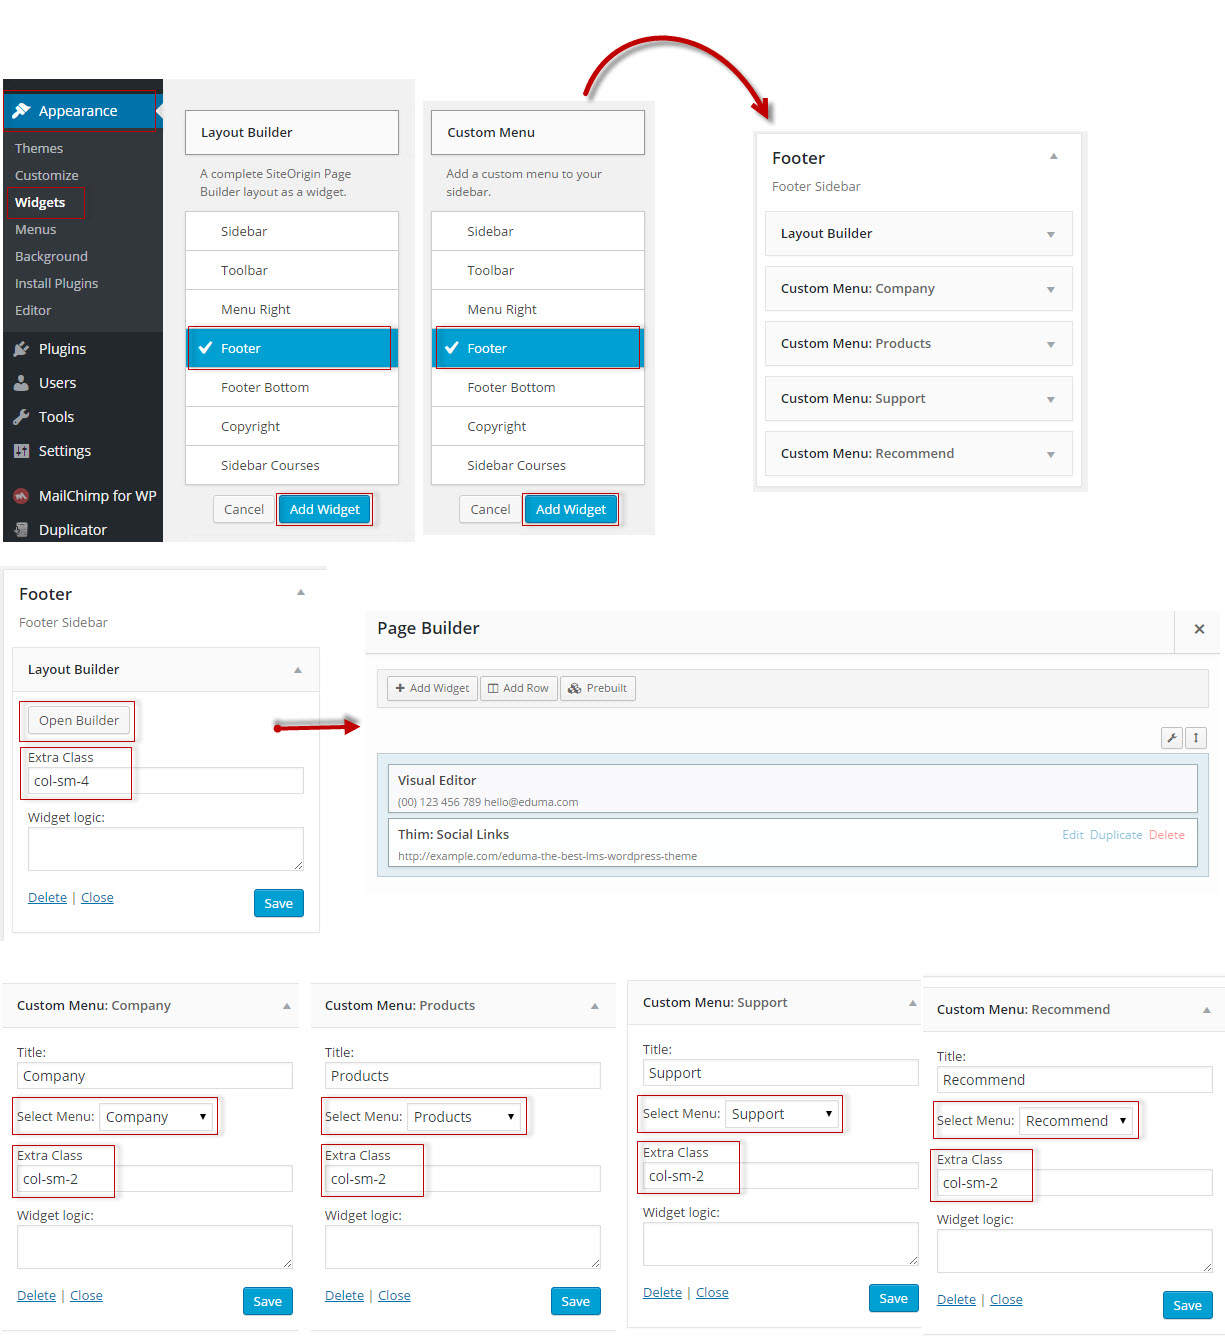 Appearance
Themes
Customize
Widgets
Menus
Background
Install Plugins
Editor
Plugins
Users
Tools
Settings
MailChimp for WP
Duplicator
Layout Builder
A complete SiteOrigin Page
Builder layout as a widget.
Sidebar
Toolbar
Menu Right
Footer
Footer Bottom
Copyright
Sidebar Courses
Cancel
Add Widget
Custom Menu
Add a custom menu to your
sidebar.
Sidebar
Toolbar
Menu Right
Footer
Footer Bottom
Copyright
Sidebar Courses
Cancel
Add Widget
Footer
Footer Sidebar
Layout Builder
Custom Menu: Company
Custom Menu: Products
Custom Menu: Support
Custom Menu: Recommend
Footer
Footer Sidebar
Layout Builder
Open Builder
Extra Class
col-sm-4
Widget logic:
Delete | Close
Save
Page Builder
Add Widget
Add Row
Prebuilt
Visual Editor
(00) 123 456 789 hello@eduma.com
Thim: Social Links
Edit Duplicate Delete
http://example.com/eduma-the-best-lms-wordpress-theme
Custom Menu: Company
Title:
Company
Select Menu: Company
Extra Class
col-sm-2
Widget logic:
Delete | Close
Save
Custom Menu: Products
Title:
Products
Select Menu: Products
Extra Class
col-sm-2
Widget logic:
Delete | Close
Save
Custom Menu: Support
Title:
Support
Select Menu: Support
Extra Class
col-sm-2
Widget logic:
Delete | Close
Save
Custom Menu: Recommend
Title:
Recommend
Select Menu: Recommend
Extra Class
col-sm-2
Widget logic:
Delete | Close
Save